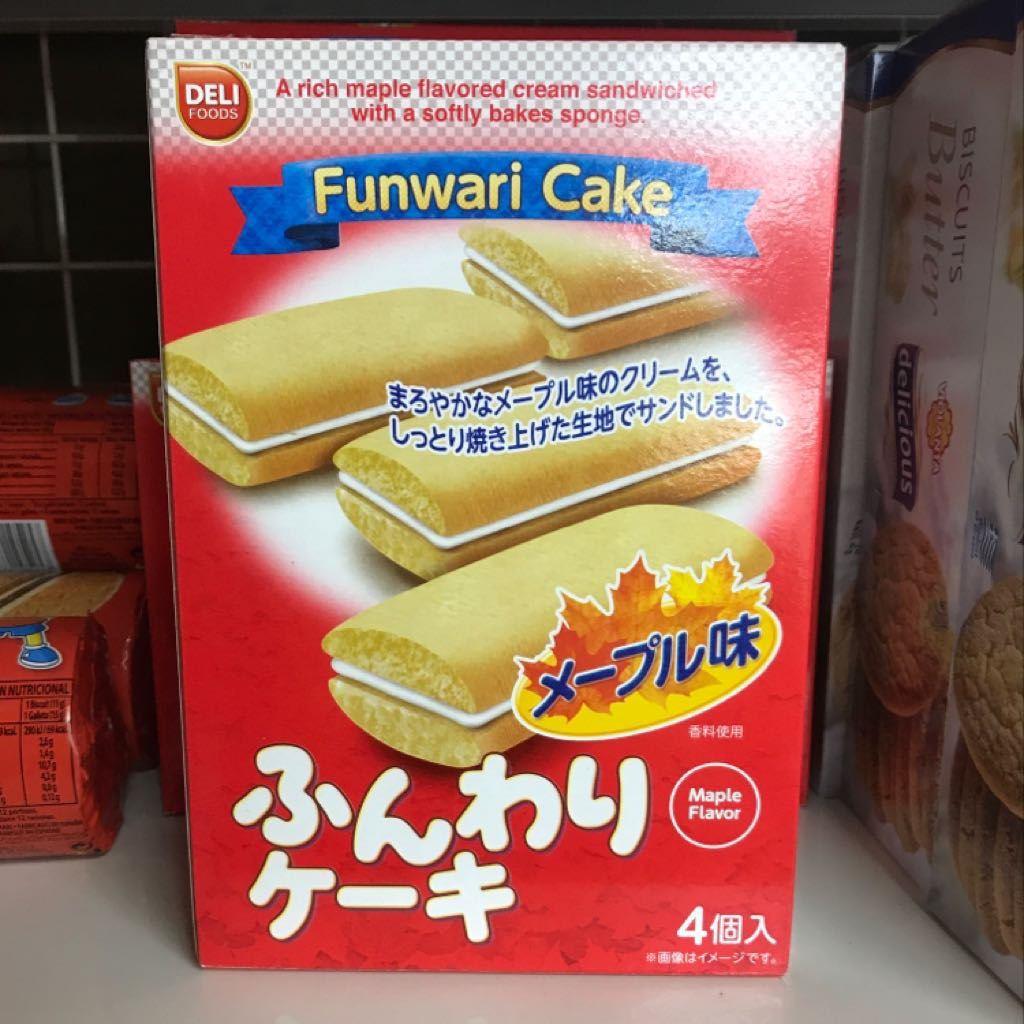 DELI
FOODS
TM
A rich maple flavored cream sandwiched
with a softly bakes sponge.
Funwari Cake
まろやかなメープル味のクリームを、
しっとり焼き上げた生地でサンドしました。
メープル味
香料使用
ふんわり
ケーキ
Maple
Flavor
4個入
※画像はイメージです。
BISCUITS
Butter
delicious
N NUTRICIONAL